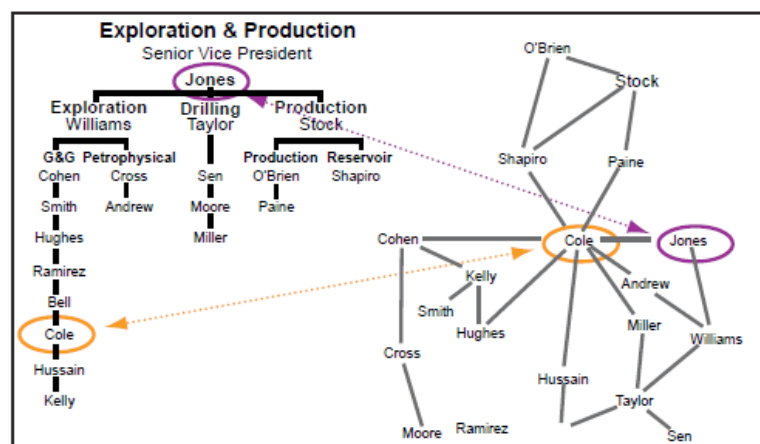 Exploration & Production
Senior Vice President
Jones
Exploration Drilling Production
Williams Taylor Stock
G&G Petrophysical Production Reservoir
Cohen Cross Sen O'Brien Shapiro
Smith Andrew Moore Paine
Hughes Miller
Ramirez
Bell
Cole
Hussain
Kelly
O'Brien
Stock
Shapiro Paine
Cohen Cole Jones
Kelly Andrew
Smith Hughes Miller Williams
Cross
Hussain
Taylor
Moore Ramirez Sen